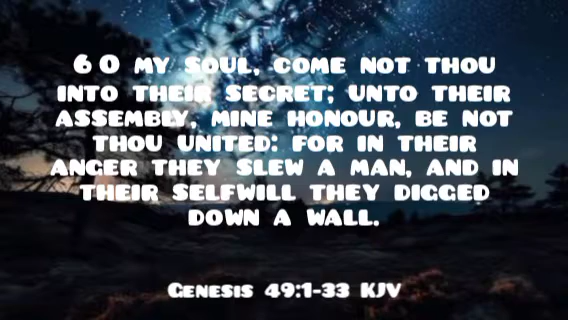 6 O MY SOUL, COME NOT THOU
INTO THEIR SECRET; UNTO THEIR
ASSEMBLY, MINE HONOUR, BE NOT
THOU UNITED: FOR IN THEIR
ANGER THEY SLEW A MAN, AND IN
THEIR SELFWILL THEY DIGGED
DOWN A WALL.
Genesis 49:1-33 KJV